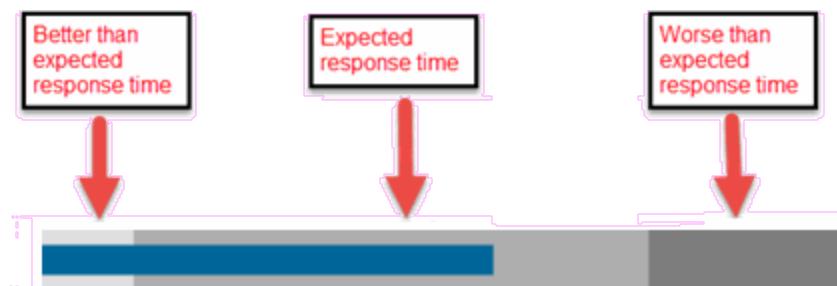 Better than
expected
response time
Expected
response time
Worse than
expected
response time